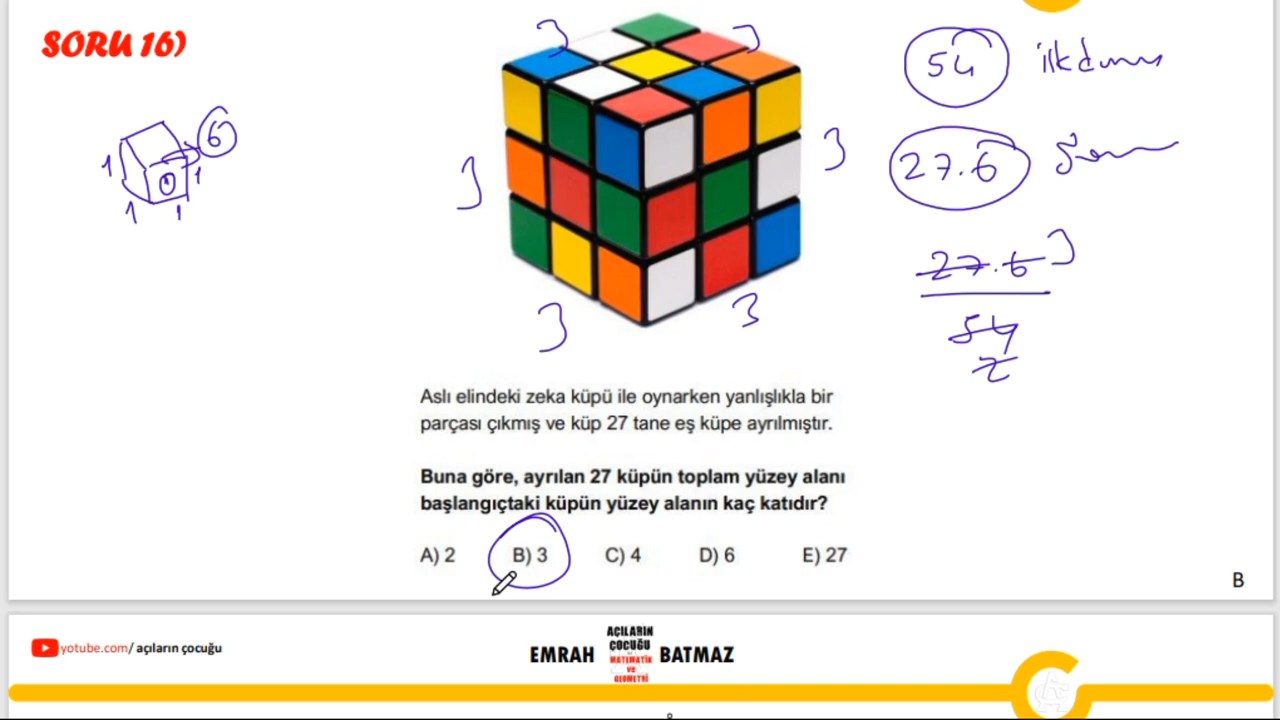 SORU 16)
3
3
54 ilk durum
6
27.6 Son
1
1
1
1
3
3
27.6 3
54
2
3
3
Aslı elindeki zeka küpü ile oynarken yanlışlıkla bir
parçası çıkmış ve küp 27 tane eş küpe ayrılmıştır.
Buna göre, ayrılan 27 küpün toplam yüzey alanı
başlangıçtaki küpün yüzey alanın kaç katıdır?
A) 2 B) 3 C) 4 D) 6 E) 27
B
yotube.com/ açıların çocuğu
EMRAH AÇILARIN ÇOCUĞU MATEMATİK VE GEOMETRİ BATMAZ